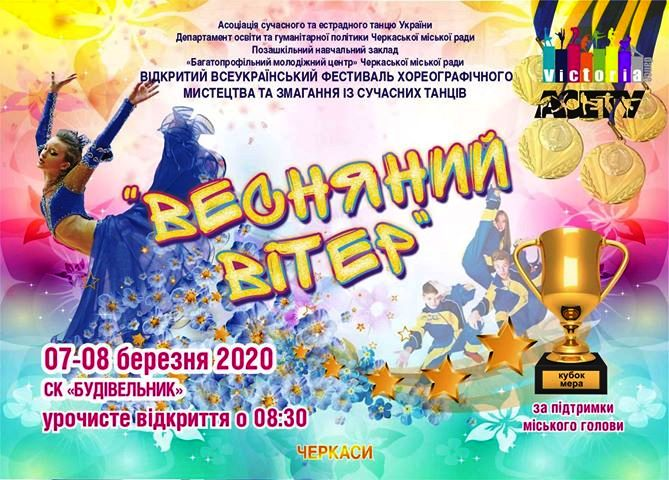 Асоціація сучасного та естрадного танцю України
Департамент освіти та гуманітарної політики Черкаської міської ради
Позашкільний навчальний заклад
«Багатопрофільний молодіжний центр» Черкаської міської ради
ВІДКРИТИЙ ВСЕУКРАЇНСЬКИЙ ФЕСТИВАЛЬ ХОРЕОГРАФІЧНОГО
МИСТЕЦТВА ТА ЗМАГАННЯ ІЗ СУЧАСНИХ ТАНЦІВ
Victoria
АСЕТУ
"ВЕСНЯНИЙ
ВІТЕР"
07-08 березня 2020
СК «БУДІВЕЛЬНИК»
урочисте відкриття о 08:30
кубок
мера
за підтримки
міського голови
ЧЕРКАСИ